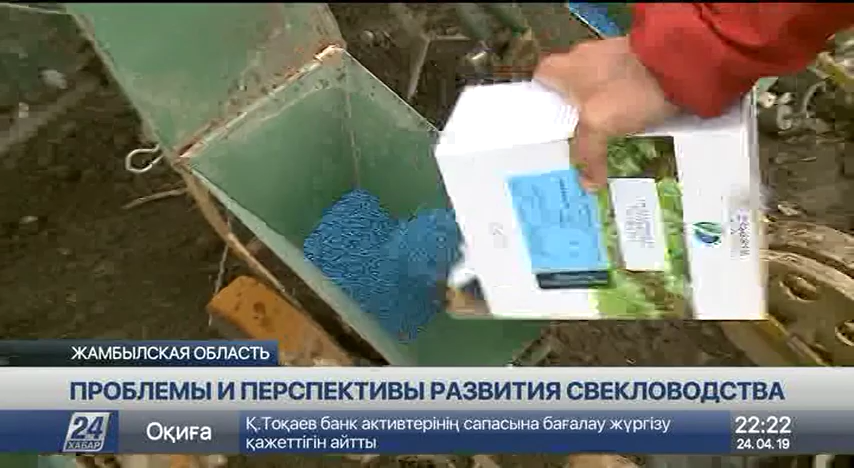 ЖАМБЫЛСКАЯ ОБЛАСТЬ
ПРОБЛЕМЫ И ПЕРСПЕКТИВЫ РАЗВИТИЯ СВЕКЛОВОДСТВА
24 ХАБАР
Оқиға
Қ.Тоқаев банк активтерінің сапасына бағалау жүргізу
қажеттігін айтты
22:22
24.04.19